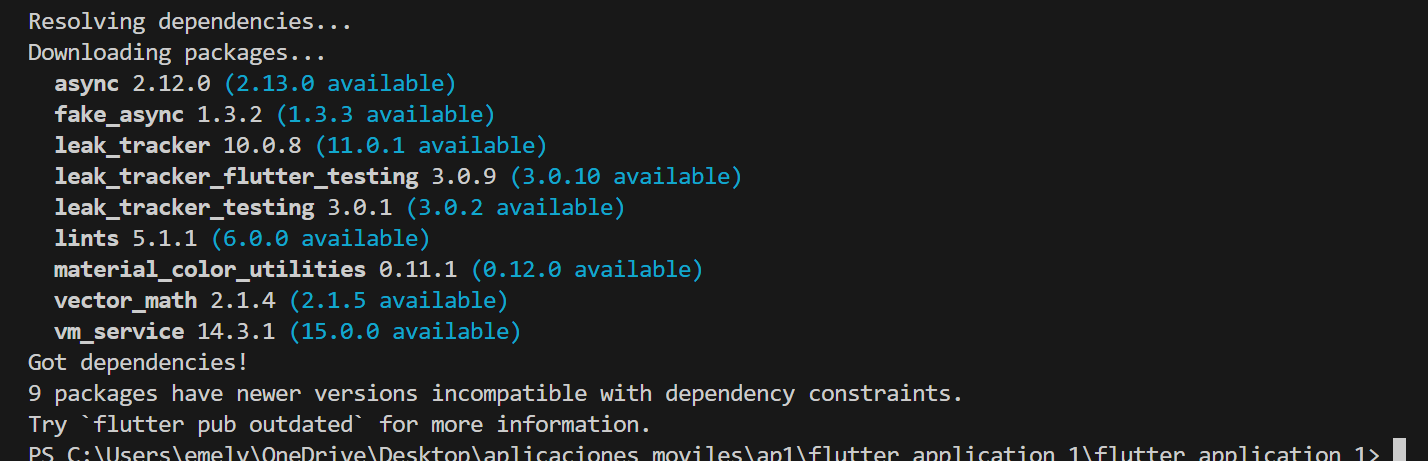 Resolving dependencies...
Downloading packages...
async 2.12.0 (2.13.0 available)
fake_async 1.3.2 (1.3.3 available)
leak_tracker 10.0.8 (11.0.1 available)
leak_tracker_flutter_testing 3.0.9 (3.0.10 available)
leak_tracker_testing 3.0.1 (3.0.2 available)
lints 5.1.1 (6.0.0 available)
material_color_utilities 0.11.1 (0.12.0 available)
vector_math 2.1.4 (2.1.5 available)
vm_service 14.3.1 (15.0.0 available)
Got dependencies!
9 packages have newer versions incompatible with dependency constraints.
Try `flutter pub outdated` for more information.
PS C:\Users\emely\OneDrive\Desktop\aplicaciones_moviles\ap1\flutter_application_1\flutter_application_1>